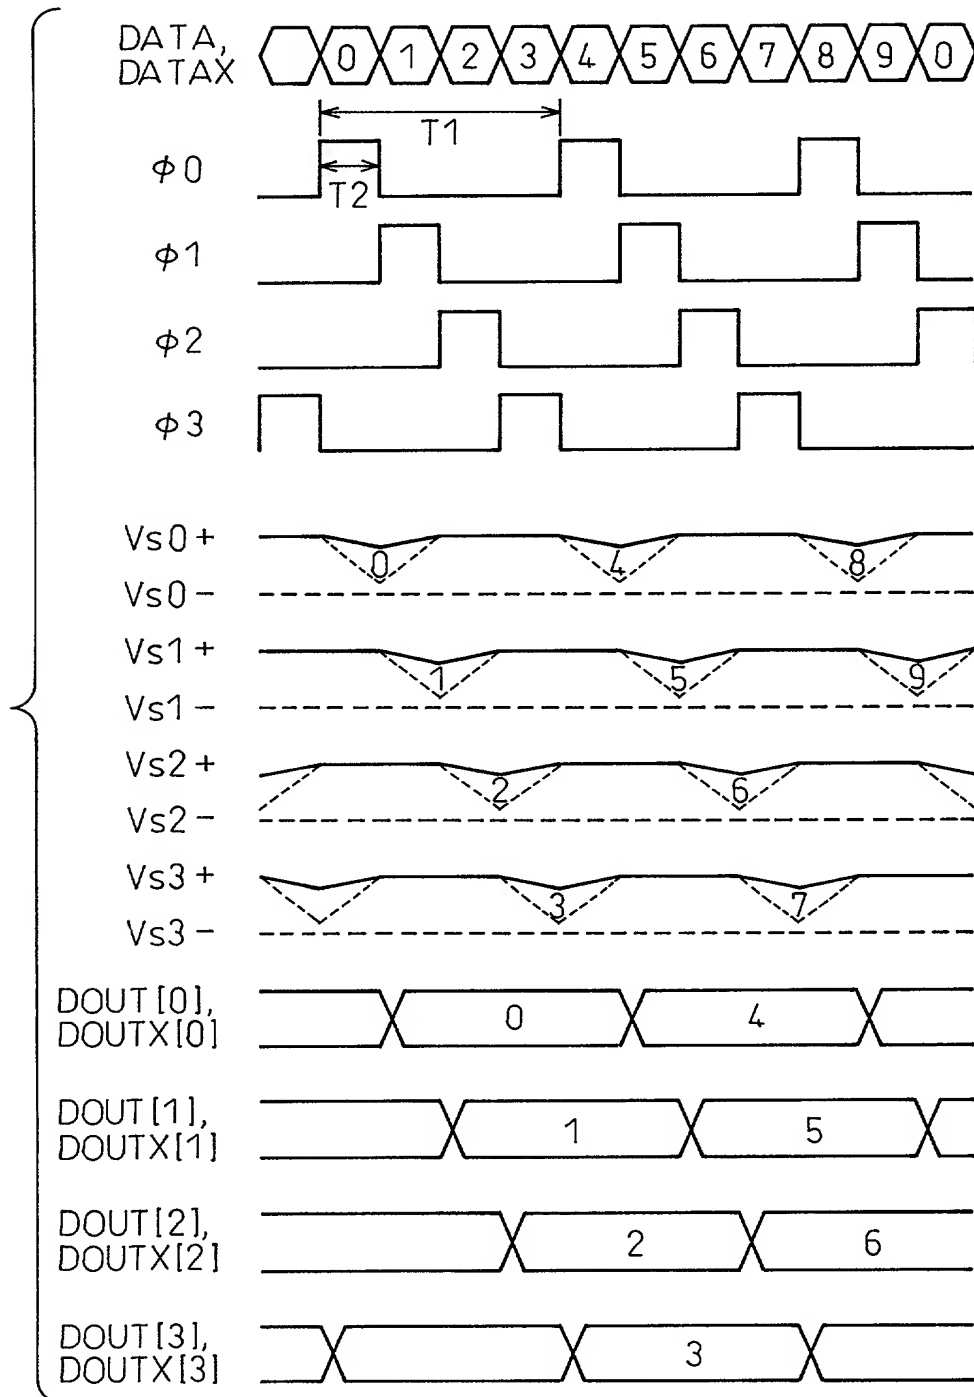 DATA,
DATAX 0 1 2 3 4 5 6 7 8 9 0
T1
ϕ0
T2
ϕ1
ϕ2
ϕ3
Vs0+
0 4 8
Vs0−
Vs1+
1 5 9
Vs1−
Vs2+
2 6
Vs2−
Vs3+
3 7
Vs3−
DOUT[0],
DOUTX[0] 0 4
DOUT[1],
DOUTX[1] 1 5
DOUT[2],
DOUTX[2] 2 6
DOUT[3],
DOUTX[3] 3